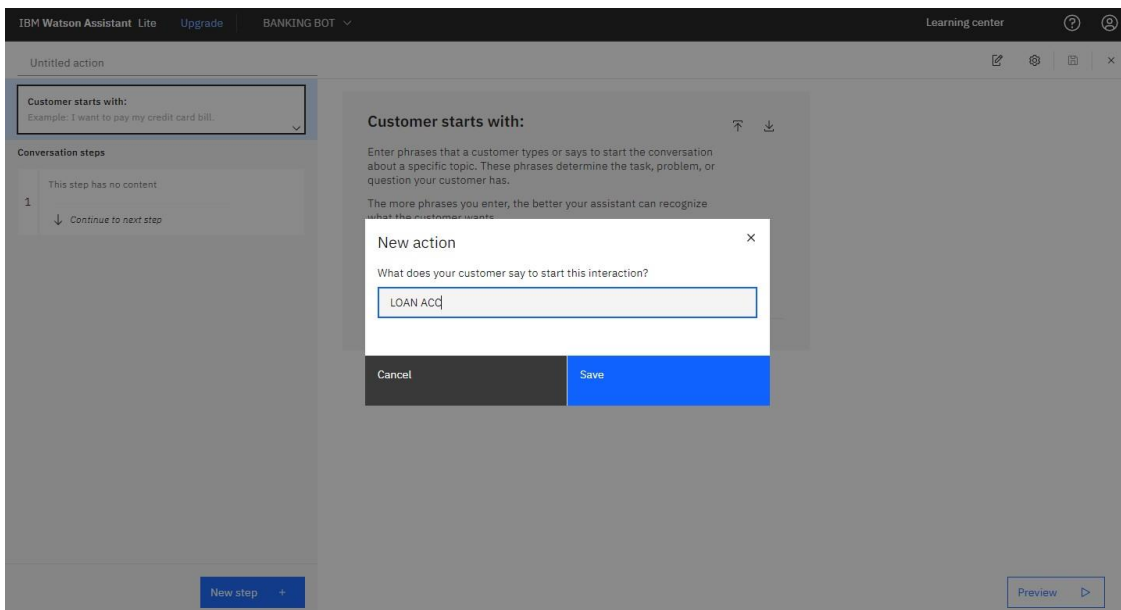 IBM Watson Assistant Lite Upgrade BANKING BOT Learning center
Untitled action
Customer starts with:
Example: I want to pay my credit card bill.
Conversation steps
1
This step has no content
Continue to next step
New step +
Customer starts with:
Enter phrases that a customer types or says to start the conversation
about a specific topic. These phrases determine the task, problem, or
question your customer has.
The more phrases you enter, the better your assistant can recognize
what the customer wants.
New action
What does your customer say to start this interaction?
LOAN ACC
Cancel Save
Preview